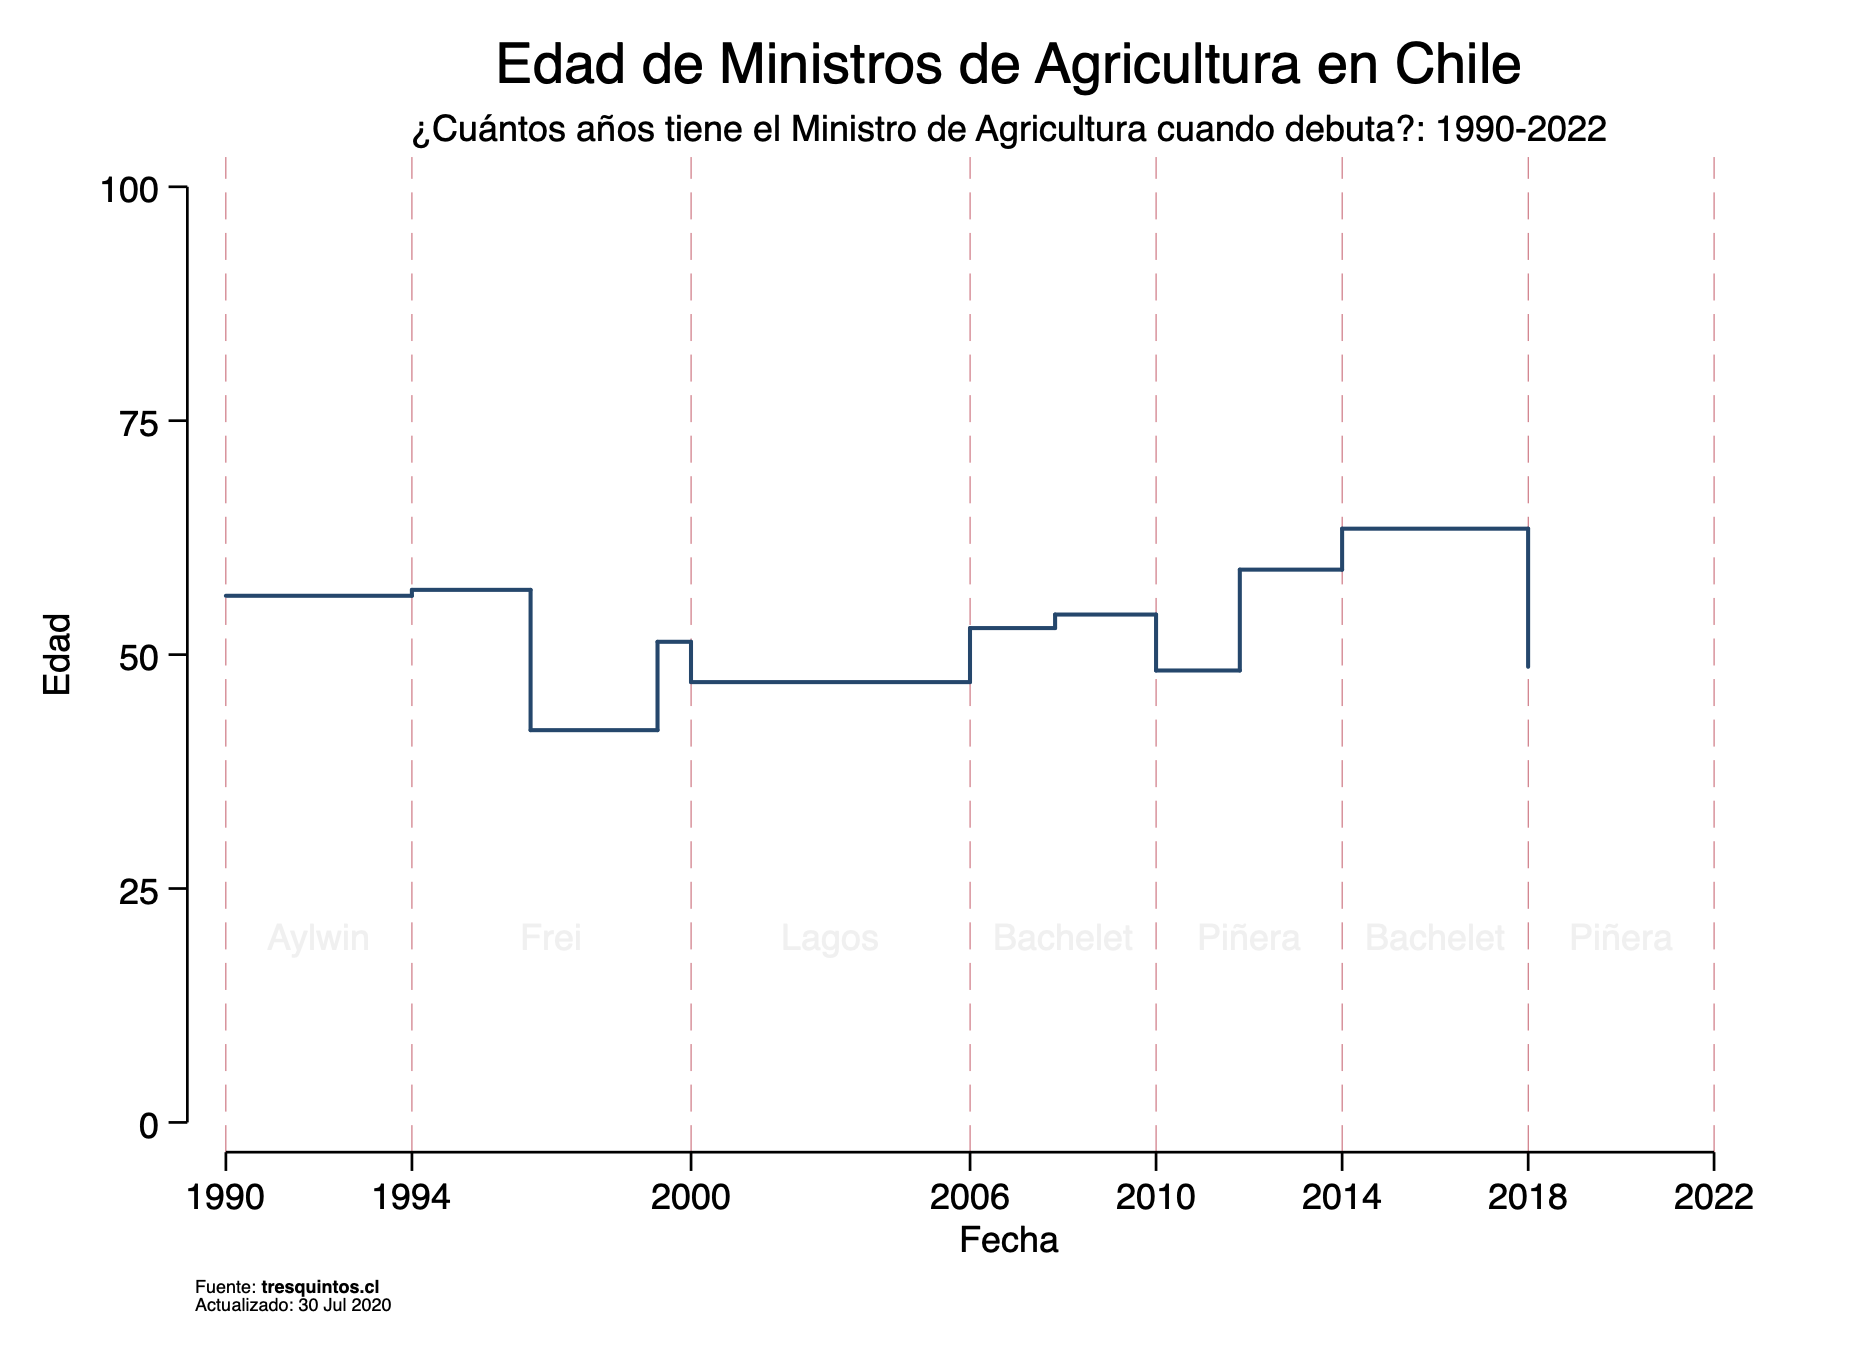 Edad de Ministros de Agricultura en Chile
¿Cuántos años tiene el Ministro de Agricultura cuando debuta?: 1990-2022
100
75
50
25
0
Edad
Aylwin Frei Lagos Bachelet Piñera Bachelet Piñera
1990 1994 2000 2006 2010 2014 2018 2022
Fecha
Fuente: tresquintos.cl
Actualizado: 30 Jul 2020